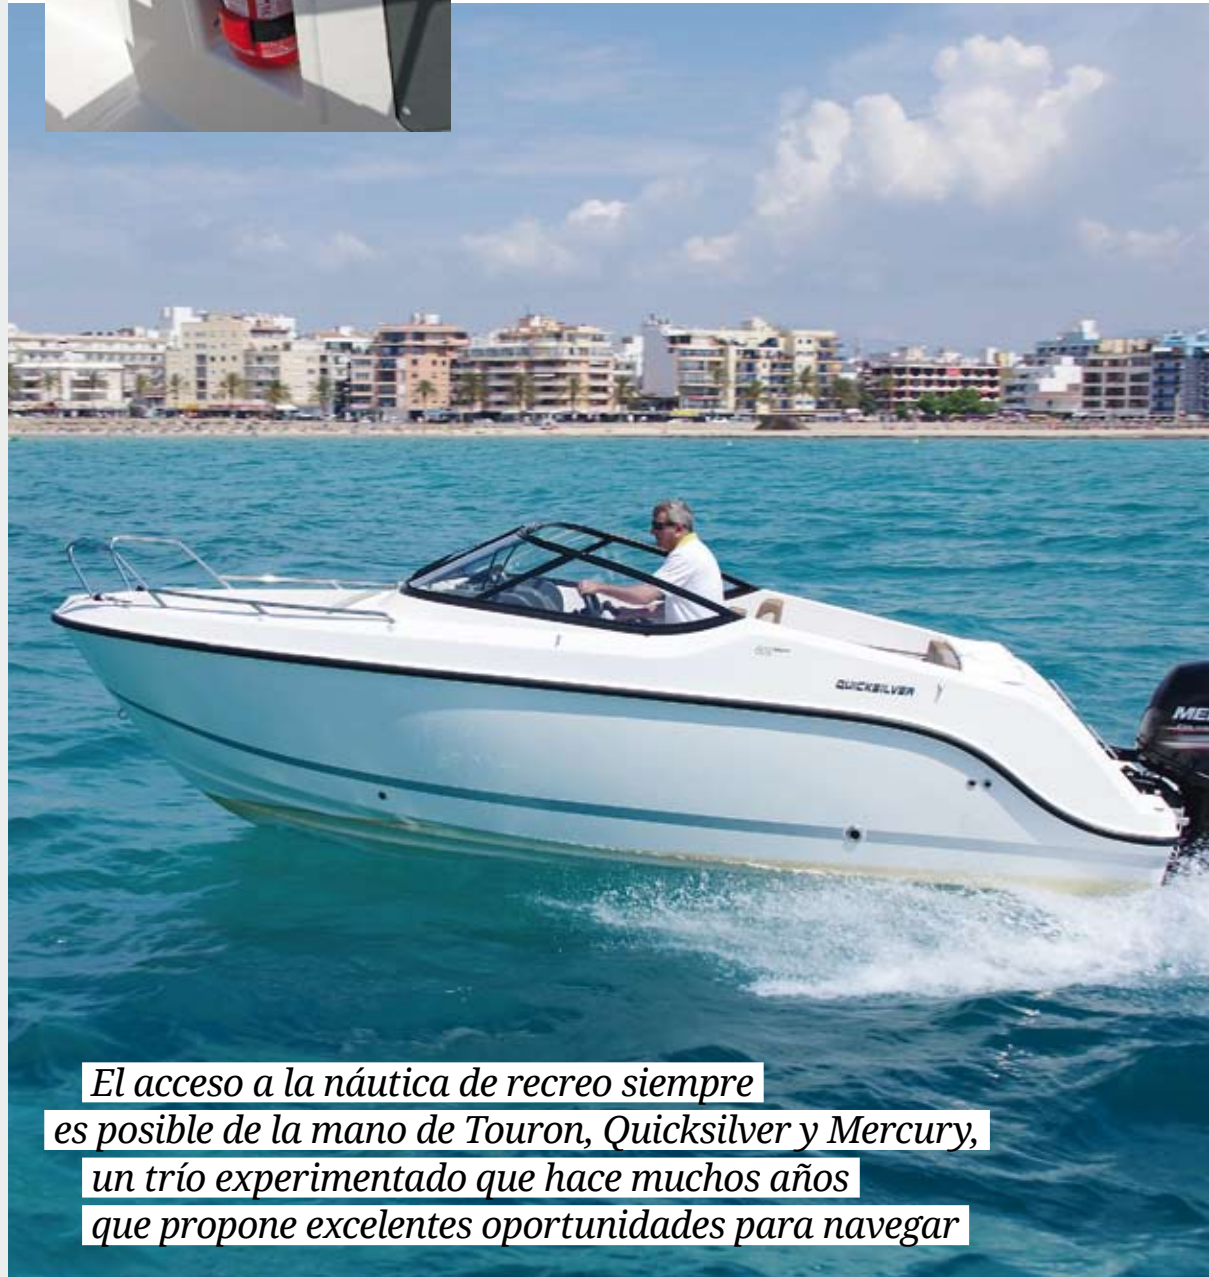 QUICKSILVER
El acceso a la náutica de recreo siempre
es posible de la mano de Touron, Quicksilver y Mercury,
un trío experimentado que hace muchos años
que propone excelentes oportunidades para navegar